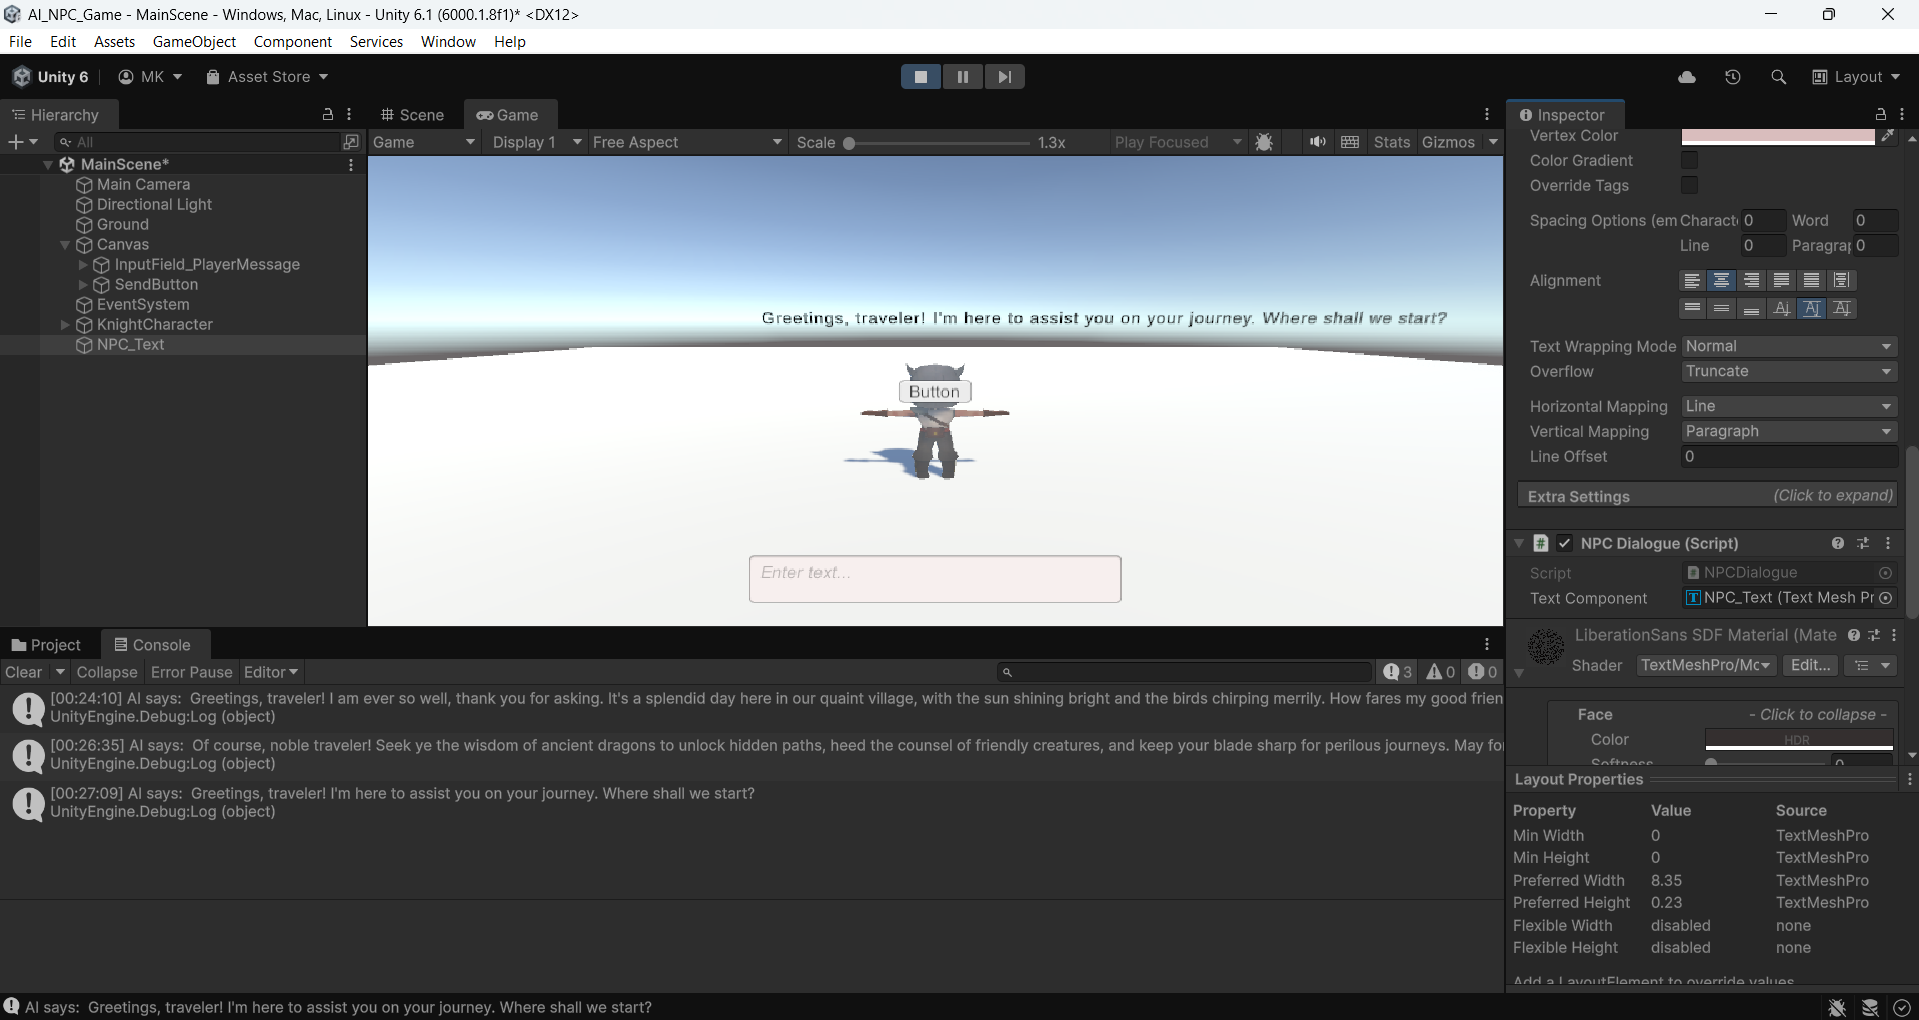 AI_NPC_Game - MainScene - Windows, Mac, Linux - Unity 6.1 (6000.1.8f1)* <DX12>
File Edit Assets GameObject Component Services Window Help
Unity 6 MK Asset Store Layout
Hierarchy
All
MainScene*
Main Camera
Directional Light
Ground
Canvas
InputField_PlayerMessage
SendButton
EventSystem
KnightCharacter
NPC_Text
Scene Game
Game Display 1 Free Aspect Scale 1.3x Play Focused Stats Gizmos
Greetings, traveler! I'm here to assist you on your journey. Where shall we start?
Button
Enter text...
Inspector
Vertex Color
Color Gradient
Override Tags
Spacing Options (em Charact 0 Word 0
Line 0 Paragraj 0
Alignment
Text Wrapping Mode Normal
Overflow Truncate
Horizontal Mapping Line
Vertical Mapping Paragraph
Line Offset 0
Extra Settings (Click to expand)
NPC Dialogue (Script)
Script NPCDialogue
Text Component NPC_Text (Text Mesh Pr
LiberationSans SDF Material (Mate
Shader TextMeshPro/Mc Edit...
Face - Click to collapse -
Color HDR
Softness 0
Layout Properties
Property Value Source
Min Width 0 TextMeshPro
Min Height 0 TextMeshPro
Preferred Width 8.35 TextMeshPro
Preferred Height 0.23 TextMeshPro
Flexible Width disabled none
Flexible Height disabled none
Add a LayoutElement to override values
Project Console
Clear Collapse Error Pause Editor 3 0 0
[00:24:10] AI says: Greetings, traveler! I am ever so well, thank you for asking. It's a splendid day here in our quaint village, with the sun shining bright and the birds chirping merrily. How fares my good frien
UnityEngine.Debug:Log (object)
[00:26:35] AI says: Of course, noble traveler! Seek ye the wisdom of ancient dragons to unlock hidden paths, heed the counsel of friendly creatures, and keep your blade sharp for perilous journeys. May fo
UnityEngine.Debug:Log (object)
[00:27:09] AI says: Greetings, traveler! I'm here to assist you on your journey. Where shall we start?
UnityEngine.Debug:Log (object)
AI says: Greetings, traveler! I'm here to assist you on your journey. Where shall we start?